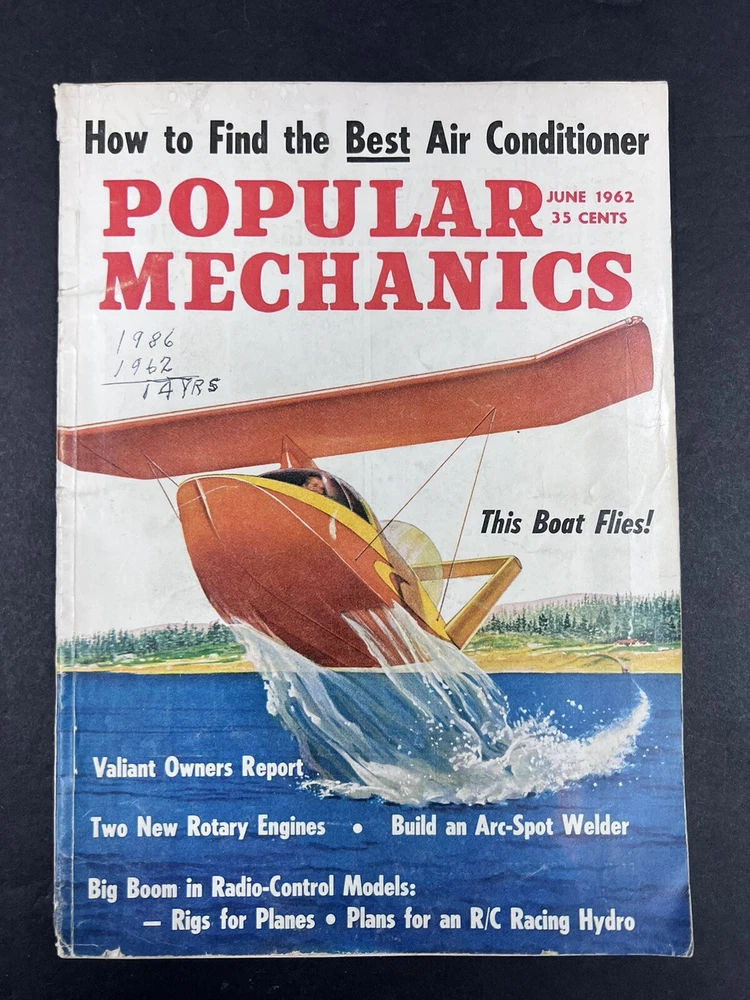 How to Find the Best Air Conditioner
POPULAR
JUNE 1962
35 CENTS
MECHANICS
1986
1962
14 YRS
This Boat Flies!
Valiant Owners Report
Two New Rotary Engines • Build an Arc-Spot Welder
Big Boom in Radio-Control Models:
— Rigs for Planes • Plans for an R/C Racing Hydro